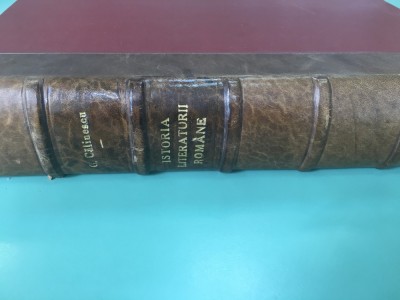 G. Călinescu
ISTORIA
LITERATURII
ROMÂNE